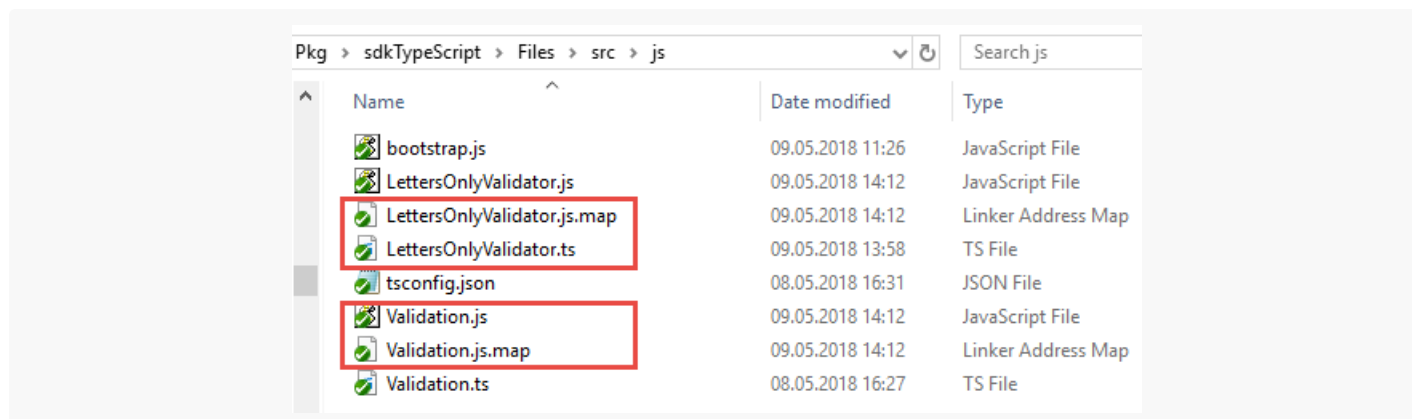 Pkg > sdkTypeScript > Files > src > js Search js
Name Date modified Type
bootstrap.js 09.05.2018 11:26 JavaScript File
LettersOnlyValidator.js 09.05.2018 14:12 JavaScript File
LettersOnlyValidator.js.map 09.05.2018 14:12 Linker Address Map
LettersOnlyValidator.ts 09.05.2018 13:58 TS File
tsconfig.json 08.05.2018 16:31 JSON File
Validation.js 09.05.2018 14:12 JavaScript File
Validation.js.map 09.05.2018 14:12 Linker Address Map
Validation.ts 08.05.2018 16:27 TS File